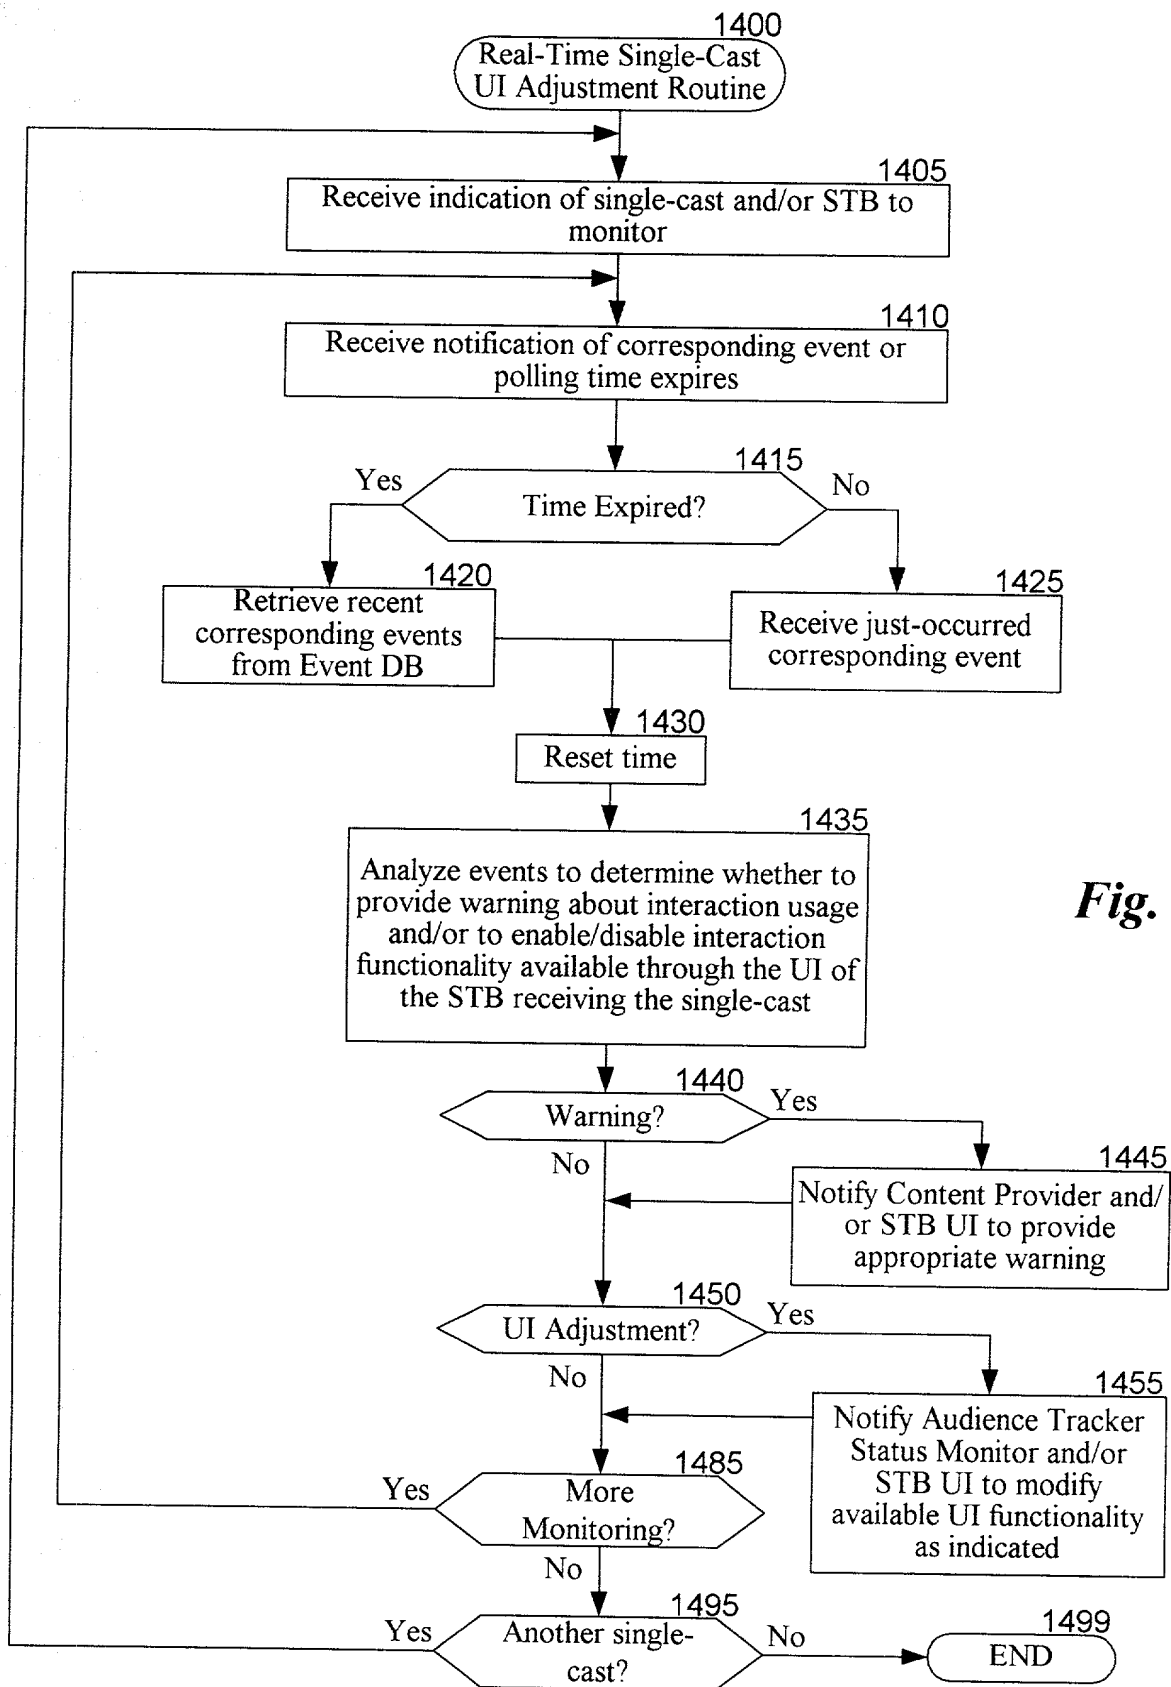 1400
Real-Time Single-Cast
UI Adjustment Routine
1405
Receive indication of single-cast and/or STB to
monitor
1410
Receive notification of corresponding event or
polling time expires
1415
Yes
Time Expired?
No
1420
Retrieve recent
corresponding events
from Event DB
1425
Receive just-occurred
corresponding event
1430
Reset time
1435
Analyze events to determine whether to
provide warning about interaction usage
and/or to enable/disable interaction
functionality available through the UI of
the STB receiving the single-cast
Fig.
1440
Warning?
Yes
No
1445
Notify Content Provider and/
or STB UI to provide
appropriate warning
1450
UI Adjustment?
Yes
No
1455
Notify Audience Tracker
Status Monitor and/or
STB UI to modify
available UI functionality
as indicated
1485
Yes
More
Monitoring?
No
1495
Yes
Another single-
cast?
No
1499
END